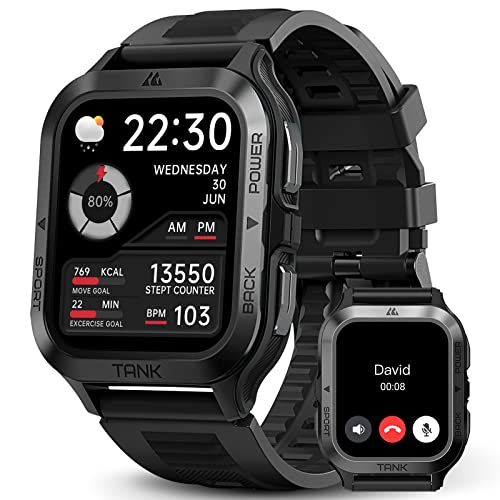 22:30
WEDNESDAY
30
JUN
80%
AM PM
769 KCAL
MOVE GOAL
22 MIN
EXCERCISE GOAL
13550
STEPT COUNTER
BPM 103
POWER
BACK
SPORT
TANK
David
00:08
POWER
BACK
SPORT
TANK